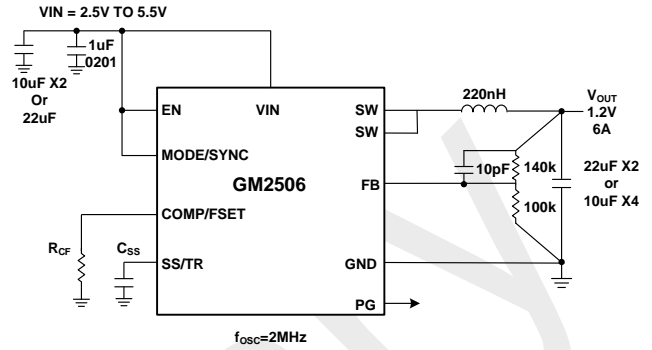 VIN = 2.5V TO 5.5V
1uF
0201
10uF X2
Or
22uF
EN
VIN
SW
SW
MODE/SYNC
GM2506
FB
COMP/FSET
SS/TR
GND
PG
RCF
CSS
220nH
VOUT
1.2V
6A
10pF
140k
100k
22uF X2
or
10uF X4
fOSC=2MHz